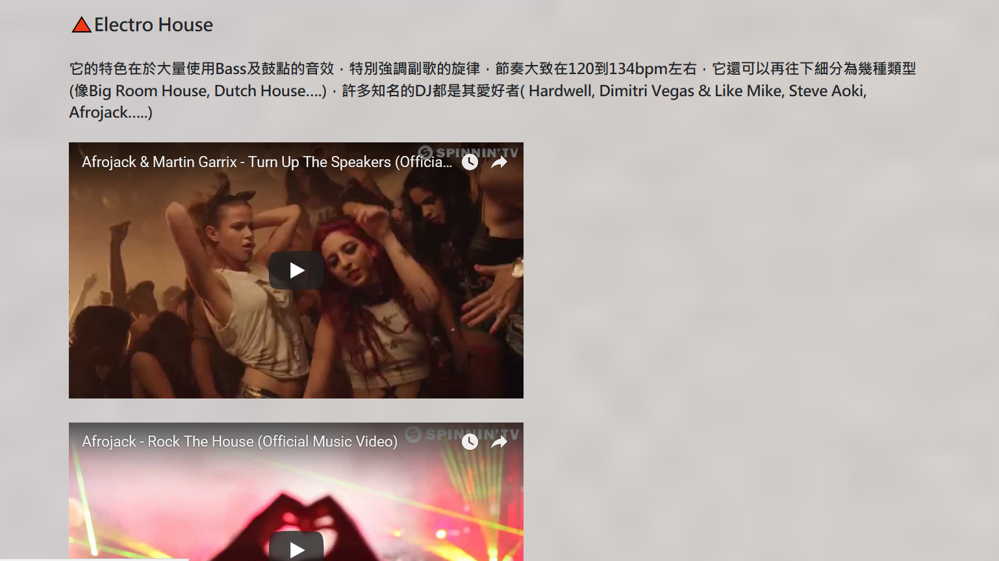 Electro House
它的特色在於大量使用Bass及鼓點的音效，特別強調副歌的旋律，節奏大致在120到134bpm左右，它還可以再往下細分為幾種類型
(像Big Room House, Dutch House....)，許多知名的DJ都是其愛好者( Hardwell, Dimitri Vegas & Like Mike, Steve Aoki,
Afrojack.....)
SPINNIN'TV
Afrojack & Martin Garrix - Turn Up The Speakers (Officia...
SPINNIN'TV
Afrojack - Rock The House (Official Music Video)